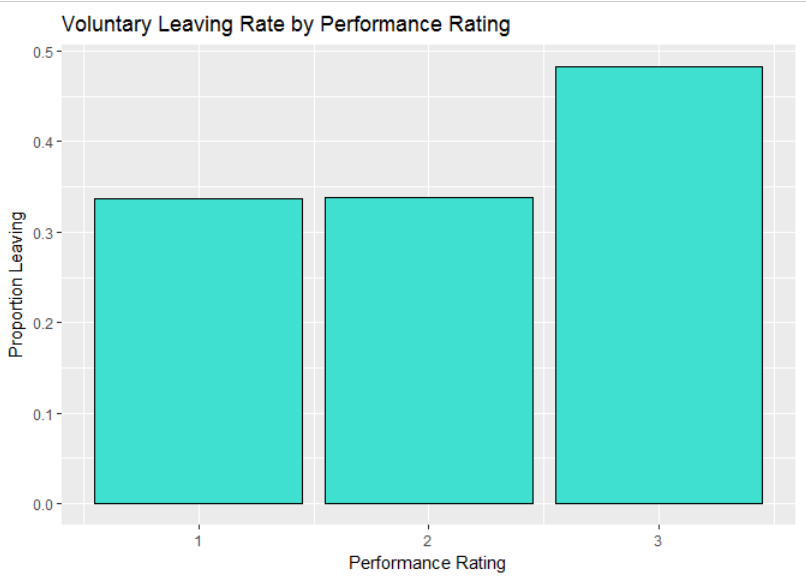 Voluntary Leaving Rate by Performance Rating
0.5
0.4
0.3
0.2
0.1
0.0
Proportion Leaving
1 2 3
Performance Rating